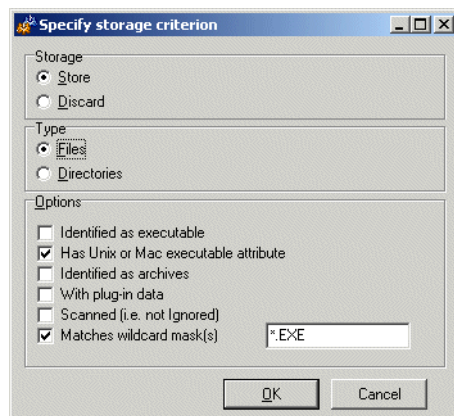 Specify storage criterion
Storage
Store
Discard
Type
Files
Directories
Options
Identified as executable
Has Unix or Mac executable attribute
Identified as archives
With plug-in data
Scanned (i.e. not Ignored)
Matches wildcard mask(s) *.EXE
OK Cancel